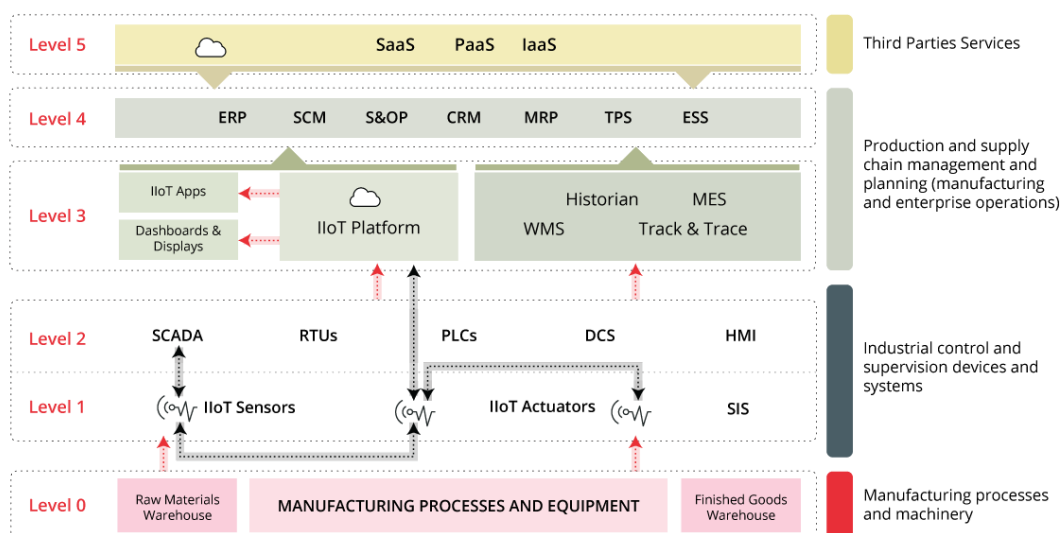 Level 5
SaaS PaaS IaaS
Third Parties Services
Level 4
ERP SCM S&OP CRM MRP TPS ESS
Production and supply
chain management and
planning (manufacturing
and enterprise operations)
Level 3
IIoT Apps
Dashboards &
Displays
IIoT Platform
Historian MES
WMS Track & Trace
Level 2
SCADA RTUs PLCs DCS HMI
Industrial control and
supervision devices and
systems
Level 1
IIoT Sensors IIoT Actuators SIS
Level 0
Raw Materials
Warehouse
MANUFACTURING PROCESSES AND EQUIPMENT
Finished Goods
Warehouse
Manufacturing processes
and machinery